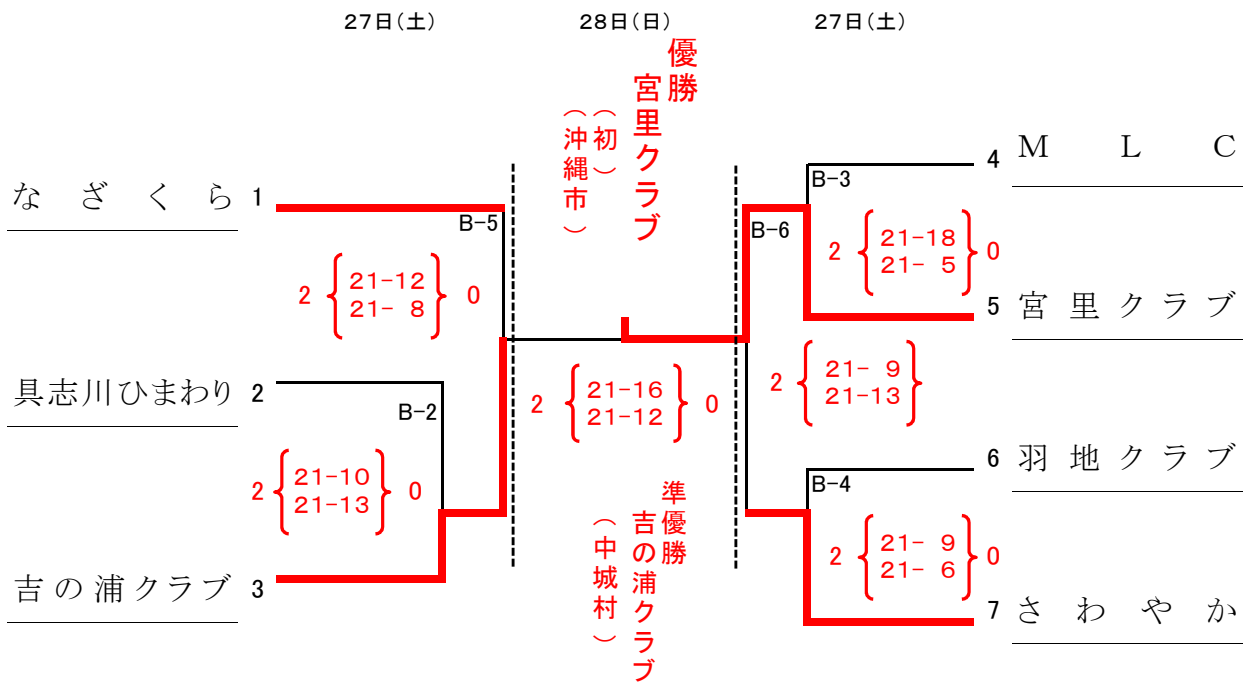 27日(土)
28日(日)
27日(土)
優勝
宮里クラブ
(初)
(沖縄市)
なざくら 1
B-5
2 { 21-12 } 0
21- 8
具志川ひまわり 2
B-2
2 { 21-10 } 0
21-13
吉の浦クラブ 3
2 { 21-16 } 0
21-12
準優勝
吉の浦クラブ
(中城村)
4 MLC
B-3
B-6
2 { 21-18 } 0
21- 5
5 宮里クラブ
2 { 21- 9 }
21-13
6 羽地クラブ
B-4
2 { 21- 9 } 0
21- 6
7 さわやか